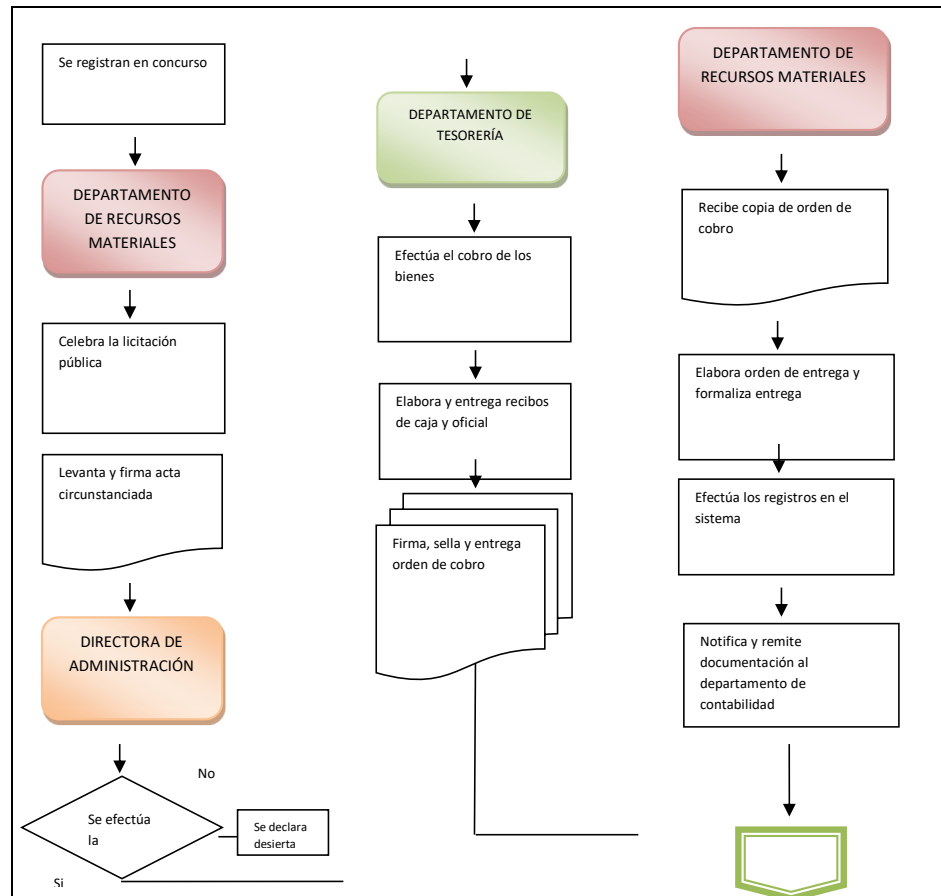 Se registran en concurso
DEPARTAMENTO
DE RECURSOS
MATERIALES
Celebra la licitación
pública
Levanta y firma acta
circunstanciada
DIRECTORA DE
ADMINISTRACIÓN
No
Se efectúa
la
Se declara
desierta
Si
DEPARTAMENTO DE
TESORERÍA
Efectúa el cobro de los
bienes
Elabora y entrega recibos
de caja y oficial
Firma, sella y entrega
orden de cobro
DEPARTAMENTO DE
RECURSOS MATERIALES
Recibe copia de orden de
cobro
Elabora orden de entrega y
formaliza entrega
Efectúa los registros en el
sistema
Notifica y remite
documentación al
departamento de
contabilidad